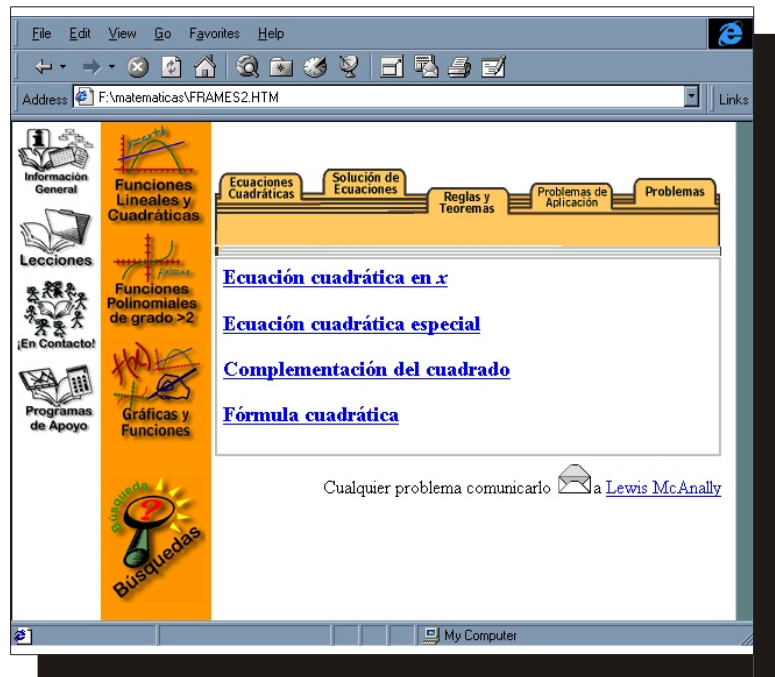 File Edit View Go Favorites Help
Address F:\matematicas\FRAMES2.HTM Links
Información
General
Lecciones
¡En Contacto!
Programas
de Apoyo
y=ax+b
Funciones
Lineales y
Cuadráticas
Funciones
Polinomiales
de grado >2
f(x)
Gráficas y
Funciones
Búsqueda
?
Búsquedas
Ecuaciones
Cuadráticas
Solución de
Ecuaciones
Reglas y
Teoremas
Problemas de
Aplicación
Problemas
Ecuación cuadrática en x
Ecuación cuadrática especial
Complementación del cuadrado
Fórmula cuadrática
Cualquier problema comunicarlo a Lewis McAnally
My Computer